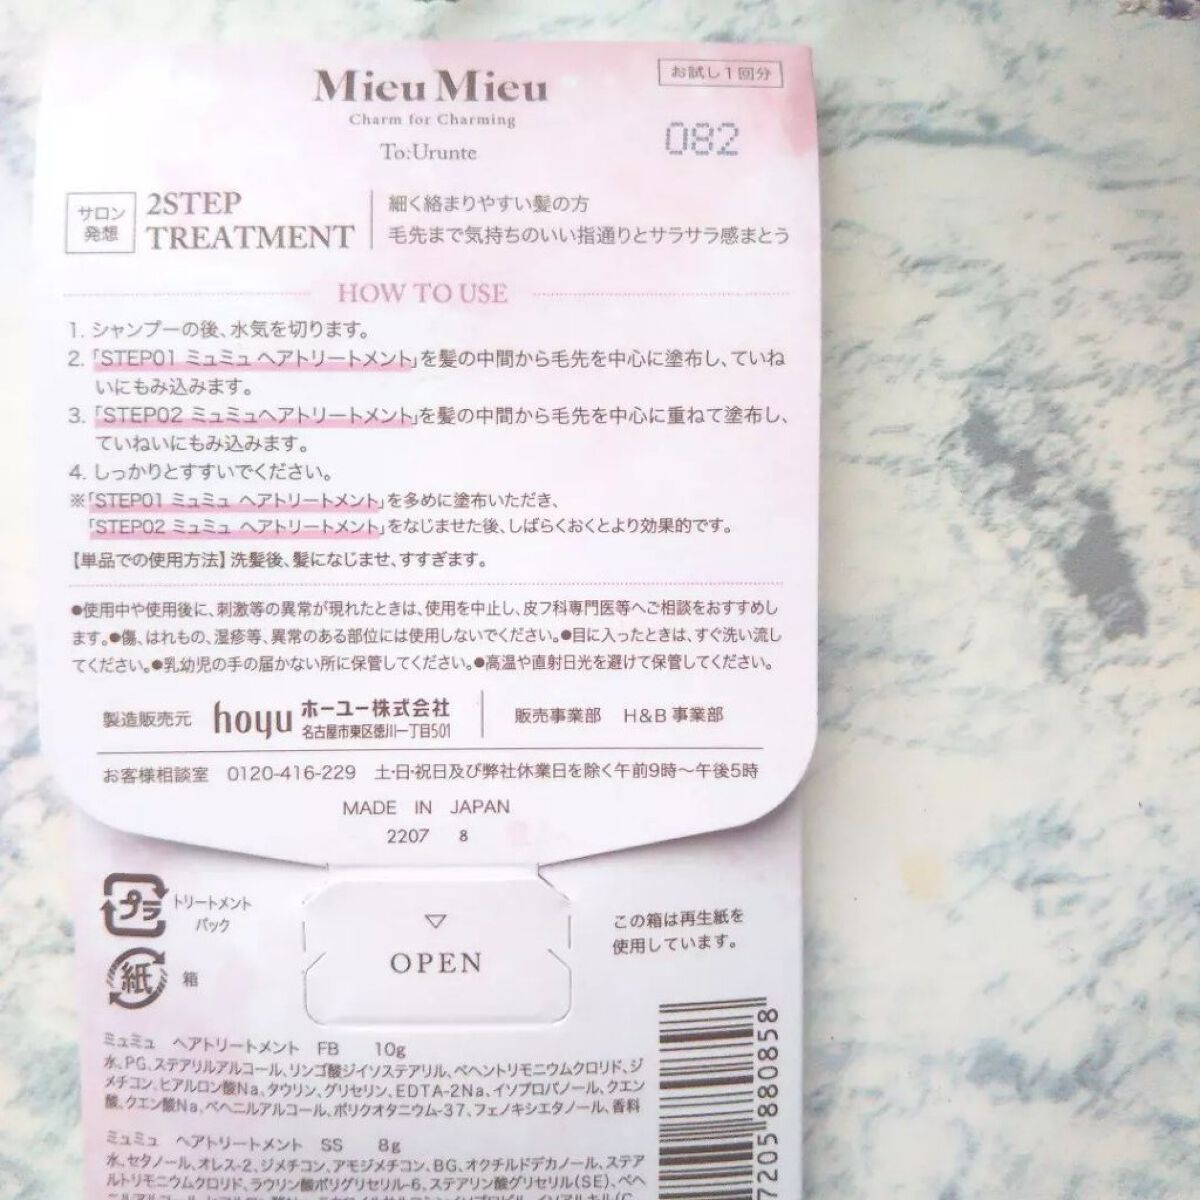 Mieu Mieu
お試し1回分
Charm for Charming
082
To:Urunte
サロン
発想
2STEP
TREATMENT
細く絡まりやすい髪の方
毛先まで気持ちのいい指通りとサラサラ感まとう
HOW TO USE
1. シャンプーの後、水気を切ります。
2. 「STEP01 ミュミュ ヘアトリートメント」を髪の中間から毛先を中心に塗布し、ていね
いにもみ込みます。
3. 「STEP02 ミュミュヘアトリートメント」を髪の中間から毛先を中心に重ねて塗布し、
ていねいにもみ込みます。
4. しっかりとすすいでください。
※「STEP01 ミュミュ ヘアトリートメント」を多めに塗布いただき、
「STEP02 ミュミュ ヘアトリートメント」をなじませた後、しばらくおくとより効果的です。
【単品での使用方法】洗髪後、髪になじませ、すすぎます。
●使用中や使用後に、刺激等の異常が現れたときは、使用を中止し、皮フ科専門医等へご相談をおすすめし
ます。●傷、はれもの、湿疹等、異常のある部位には使用しないでください。●目に入ったときは、すぐ洗い流し
てください。●乳幼児の手の届かない所に保管してください。●高温や直射日光を避けて保管してください。
製造販売元 hoyu ホーユー株式会社
名古屋市東区徳川一丁目501
販売事業部 H&B 事業部
お客様相談室 0120-416-229 土・日・祝日及び弊社休業日を除く午前9時～午後5時
MADE IN JAPAN
2207 8
プラ
トリートメント
パック
紙
箱
OPEN
この箱は再生紙を
使用しています。
ミュミュ ヘアトリートメント FB 10g
水、PG、ステアリルアルコール、リンゴ酸ジイソステアリル、ベヘントリモニウムクロリド、ジ
メチコン、ヒアルロン酸Na、タウリン、グリセリン、EDTA-2Na、イソプロパノール、クエン
酸、クエン酸Na、ベヘニルアルコール、ポリクオタニウム-37、フェノキシエタノール、香料
ミュミュ ヘアトリートメント SS 8g
水、セタノール、オレス-2、ジメチコン、アモジメチコン、BG、オクチルドデカノール、ステア
ルトリモニウムクロリド、ラウリン酸ポリグリセリル-6、ステアリン酸グリセリル(SE)、ベヘ
7205880858